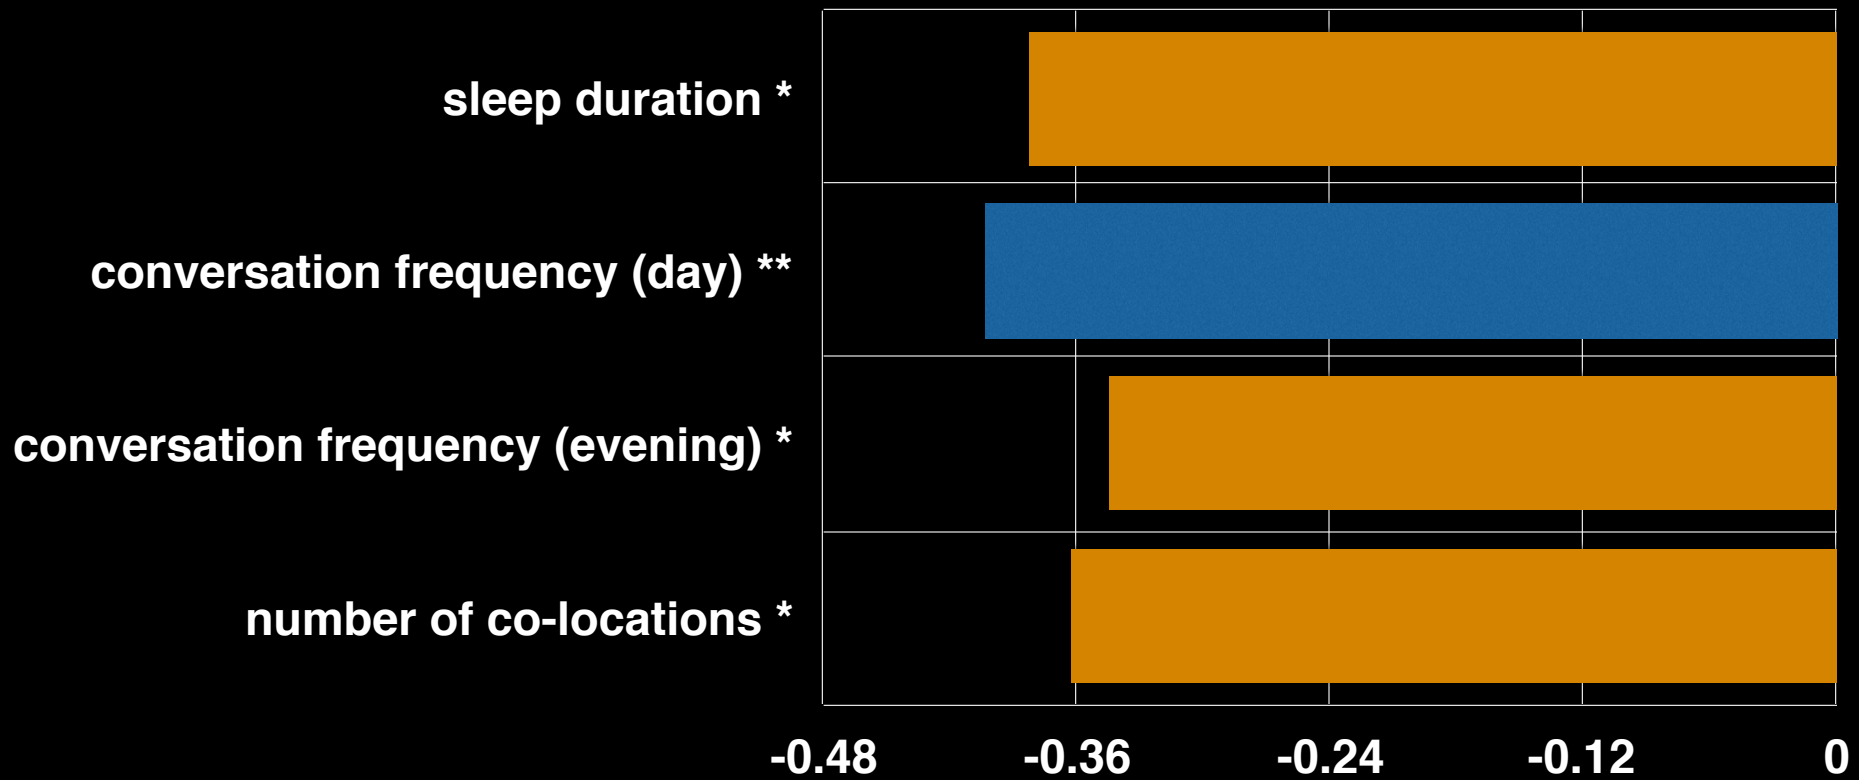 sleep duration *
conversation frequency (day) **
conversation frequency (evening) *
number of co-locations *
-0.48 -0.36 -0.24 -0.12 0